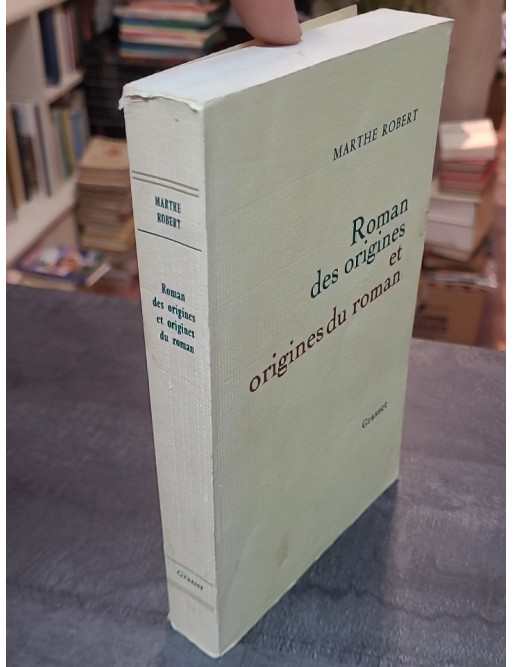 MARTHE
ROBERT
Roman
des origines
et origines
du roman
Grasset
MARTHE ROBERT
Roman
des origines
et
origines du roman
Grasset